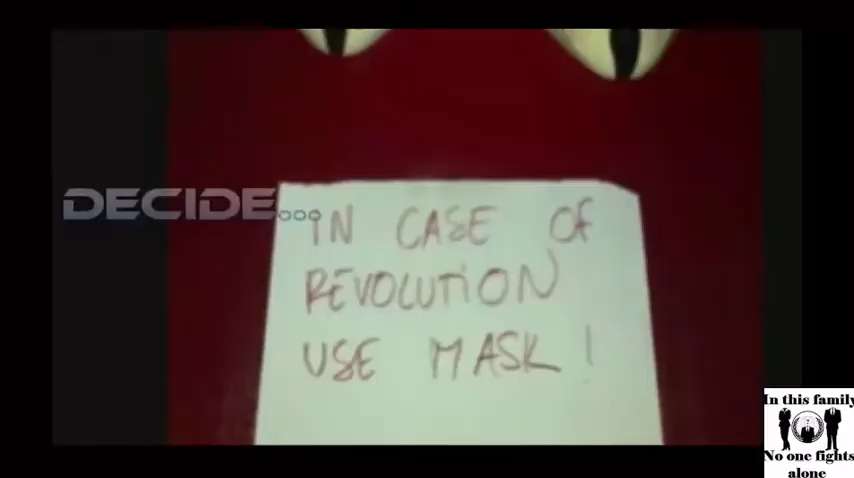 DECIDE...
IN CASE OF
REVOLUTION
USE MASK!
In this family
No one fights
alone